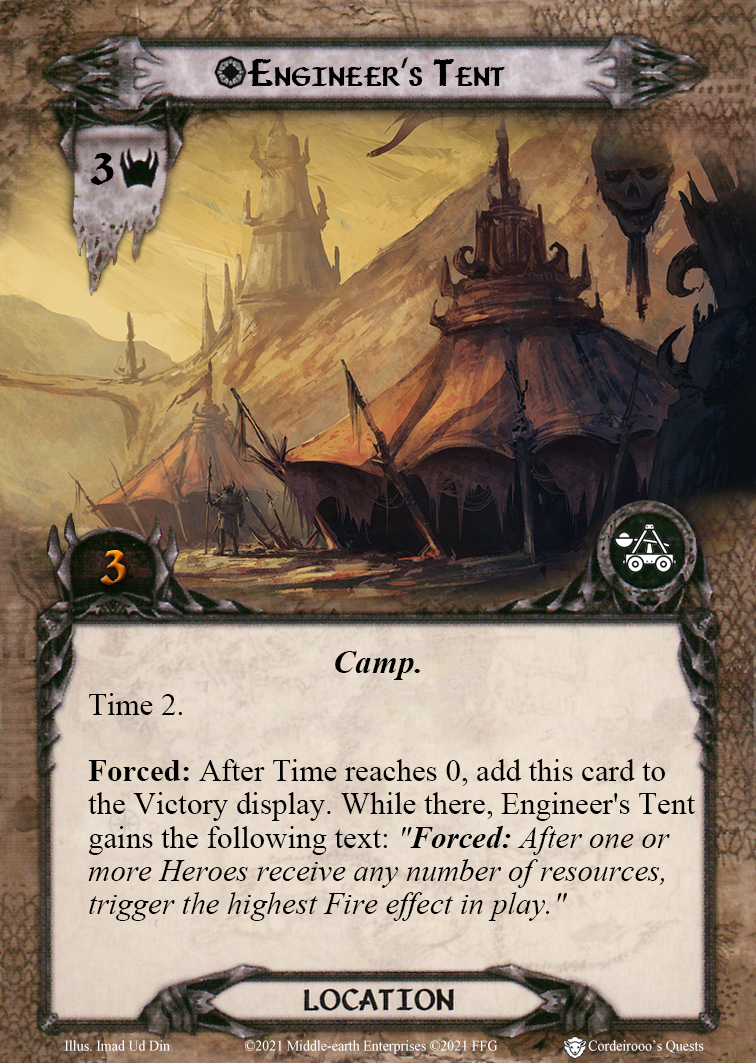 ENGINEER'S TENT
3
3
Camp.
Time 2.
Forced: After Time reaches 0, add this card to
the Victory display. While there, Engineer's Tent
gains the following text: "Forced: After one or
more Heroes receive any number of resources,
trigger the highest Fire effect in play."
LOCATION
Illus. Imad Ud Din ©2021 Middle-earth Enterprises ©2021 FFG Cordeirooo's Quests